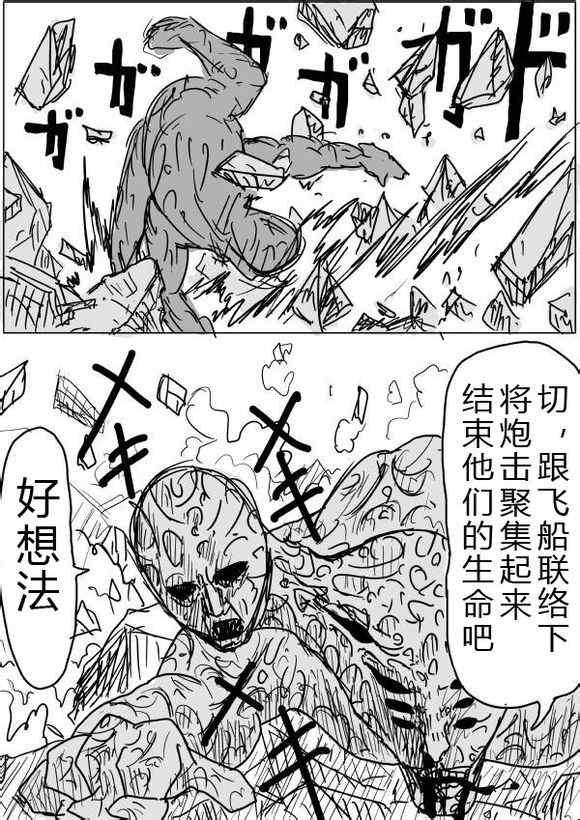 ドガガガガ
切，跟飞船联络下
将炮击聚集起来
结束他们的生命吧
メキメキ
好想法
メキ